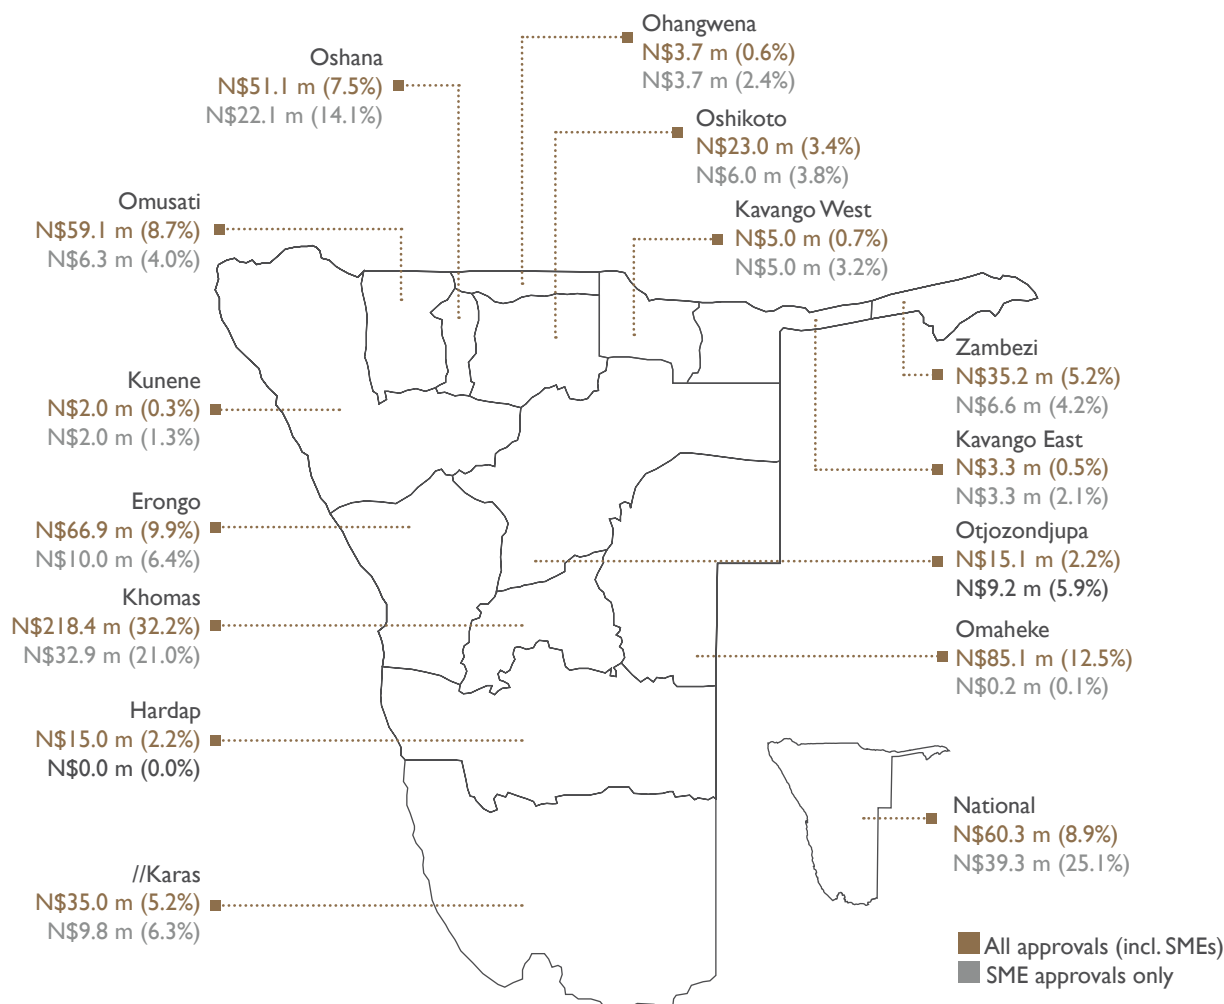 Ohangwena
N$3.7 m (0.6%)
N$3.7 m (2.4%)
Oshana
N$51.1 m (7.5%)
N$22.1 m (14.1%)
Oshikoto
N$23.0 m (3.4%)
N$6.0 m (3.8%)
Omusati
N$59.1 m (8.7%)
N$6.3 m (4.0%)
Kavango West
N$5.0 m (0.7%)
N$5.0 m (3.2%)
Zambezi
N$35.2 m (5.2%)
N$6.6 m (4.2%)
Kunene
N$2.0 m (0.3%)
N$2.0 m (1.3%)
Kavango East
N$3.3 m (0.5%)
N$3.3 m (2.1%)
Erongo
N$66.9 m (9.9%)
N$10.0 m (6.4%)
Otjozondjupa
N$15.1 m (2.2%)
N$9.2 m (5.9%)
Khomas
N$218.4 m (32.2%)
N$32.9 m (21.0%)
Omaheke
N$85.1 m (12.5%)
N$0.2 m (0.1%)
Hardap
N$15.0 m (2.2%)
N$0.0 m (0.0%)
National
N$60.3 m (8.9%)
N$39.3 m (25.1%)
//Karas
N$35.0 m (5.2%)
N$9.8 m (6.3%)
All approvals (incl. SMEs)
SME approvals only